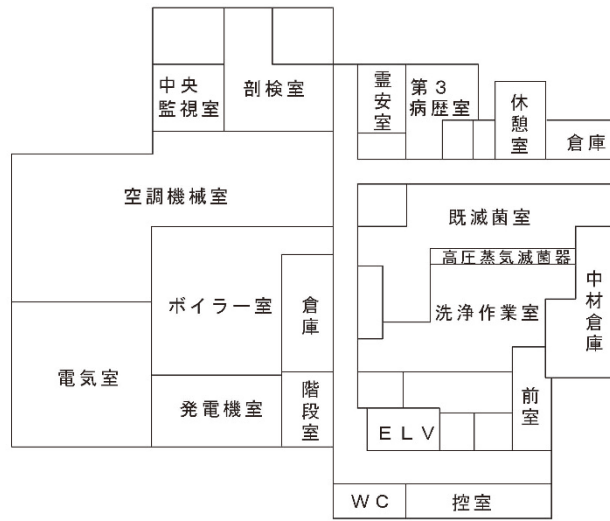 中央
監視室
剖検室
霊安室
第３
病歴室
休憩室
倉庫
空調機械室
既滅菌室
高圧蒸気滅菌器
中材倉庫
ボイラー室
倉庫
洗浄作業室
電気室
発電機室
階段室
前室
ＥＬＶ
ＷＣ
控室